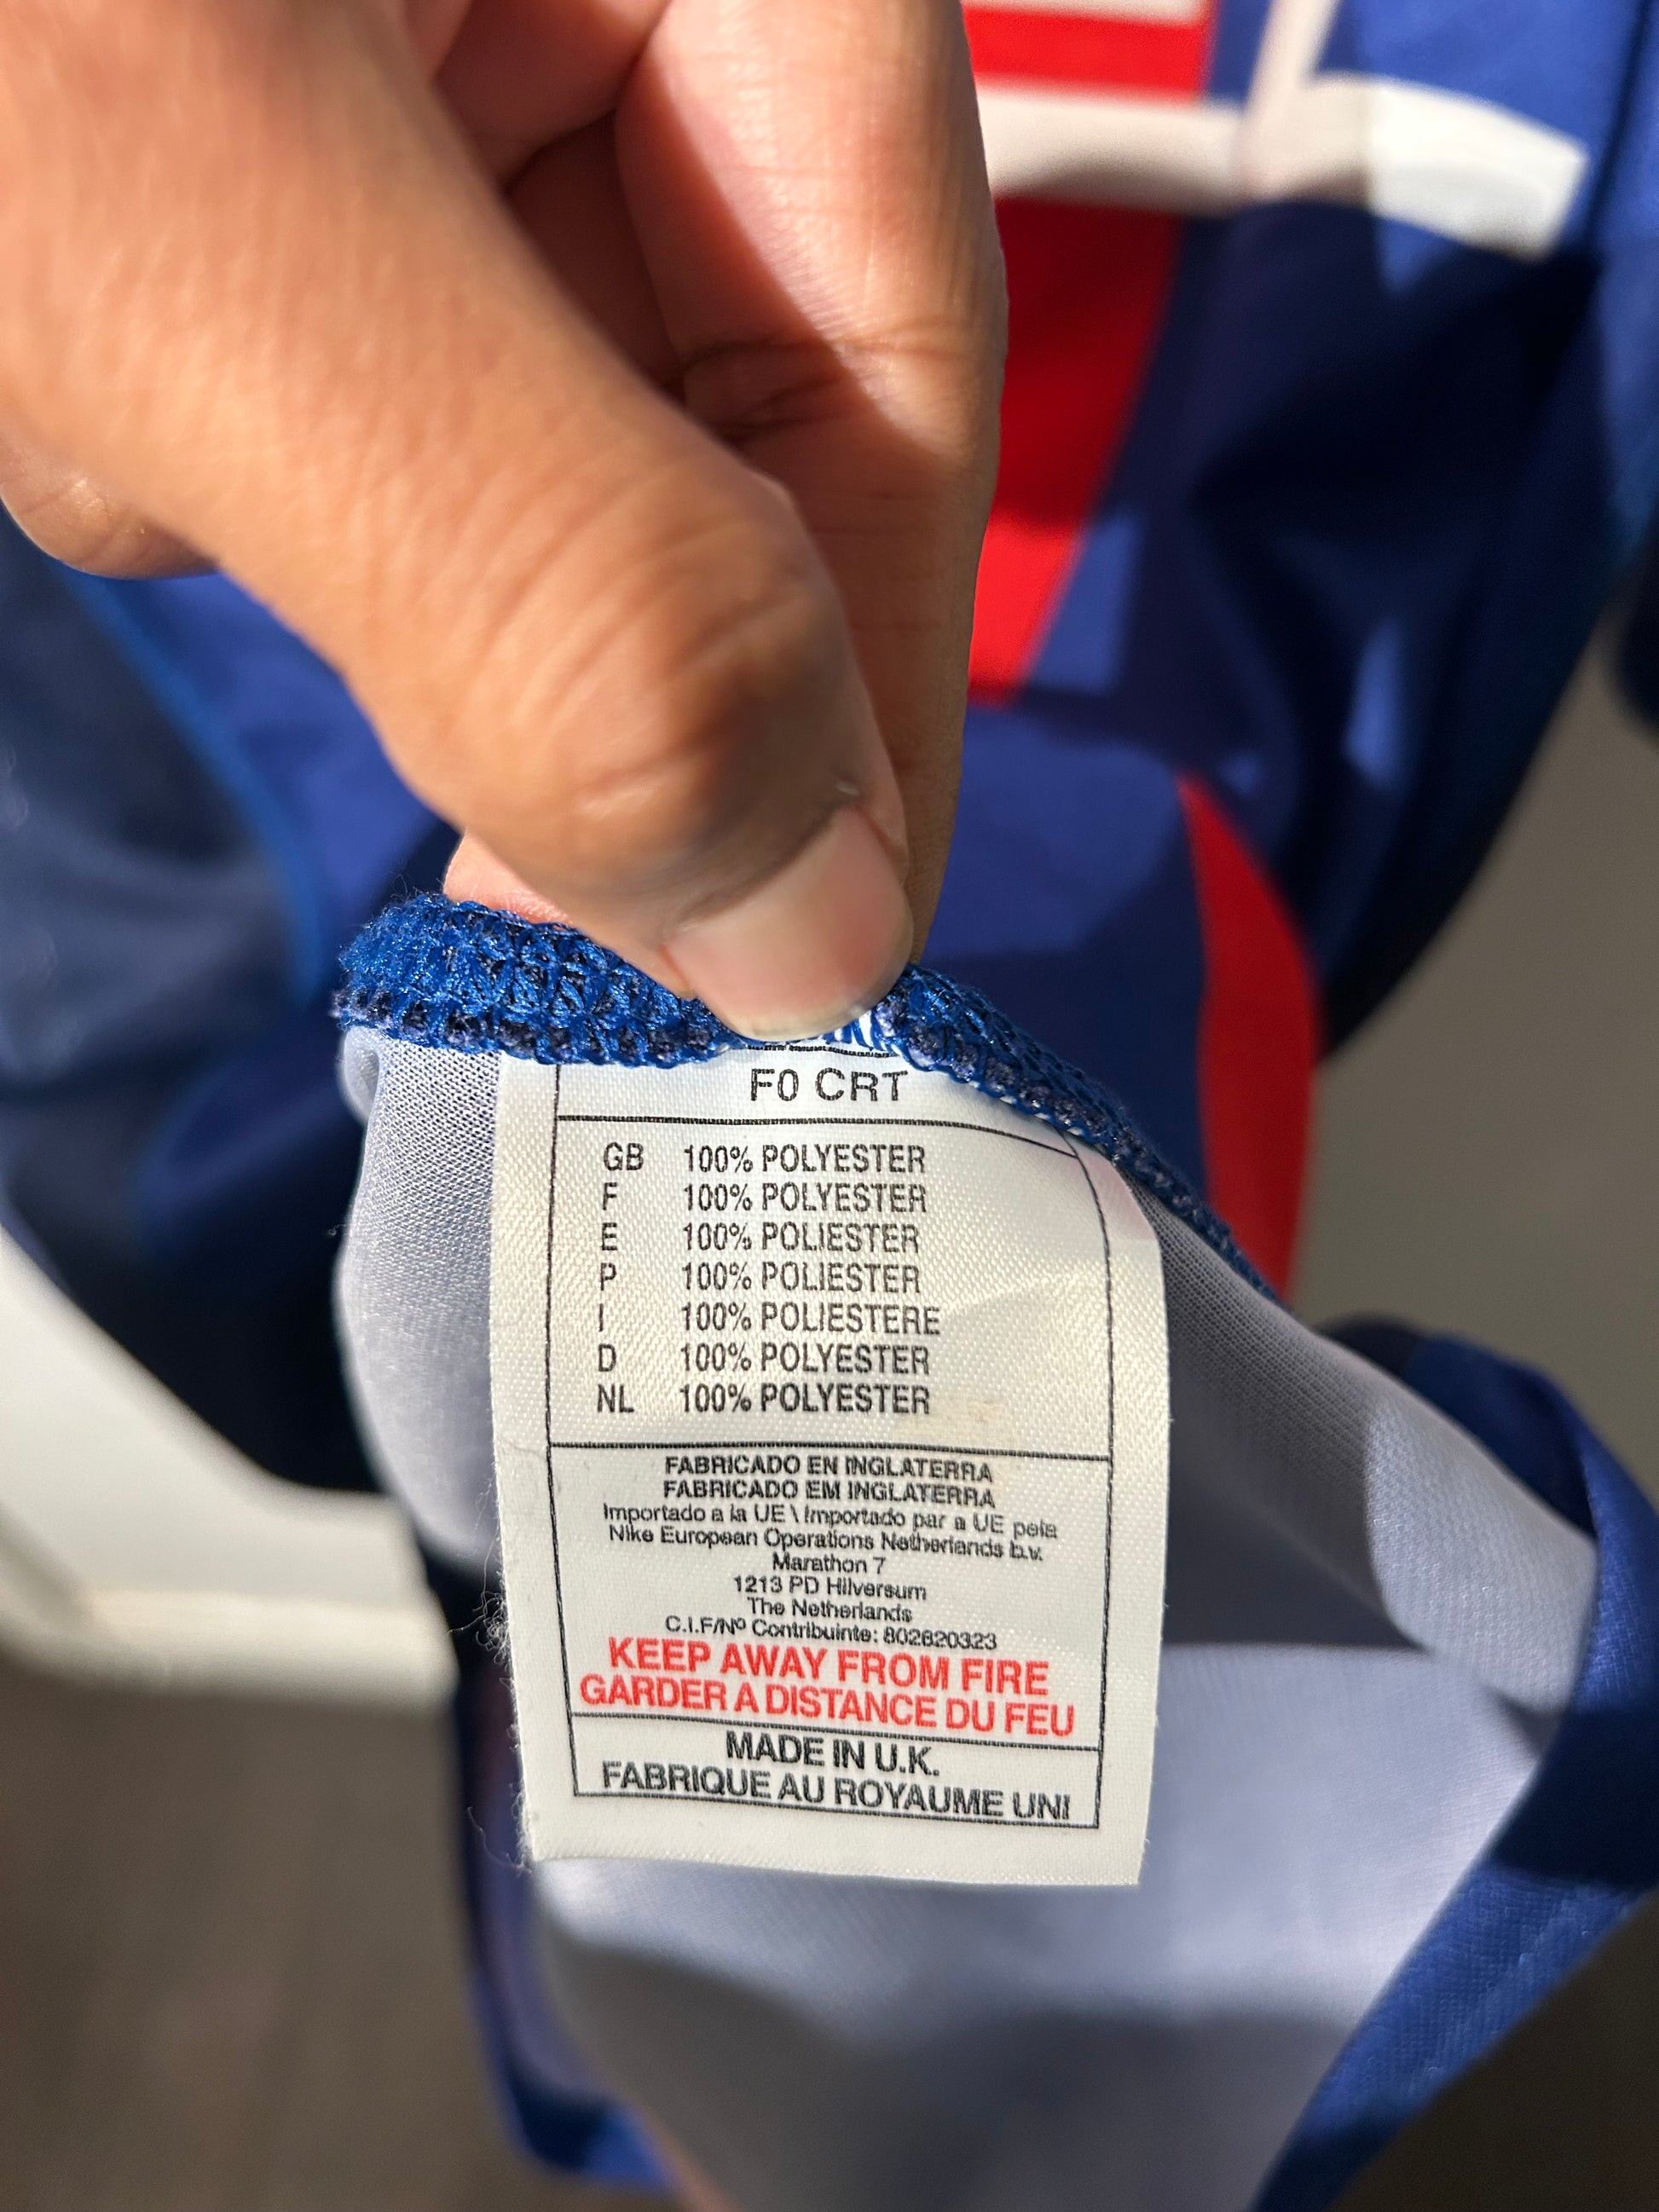 F0 CRT
GB 100% POLYESTER
F 100% POLYESTER
E 100% POLIESTER
P 100% POLIESTER
I 100% POLIESTERE
D 100% POLYESTER
NL 100% POLYESTER
FABRICADO EN INGLATERRA
FABRICADO EM INGLATERRA
Importado a la UE \ Importado par a UE pela
Nike European Operations Netherlands b.v.
Marathon 7
1213 PD Hilversum
The Netherlands
C.I.F/Nº Contribuinte: 802620323
KEEP AWAY FROM FIRE
GARDER A DISTANCE DU FEU
MADE IN U.K.
FABRIQUE AU ROYAUME UNI